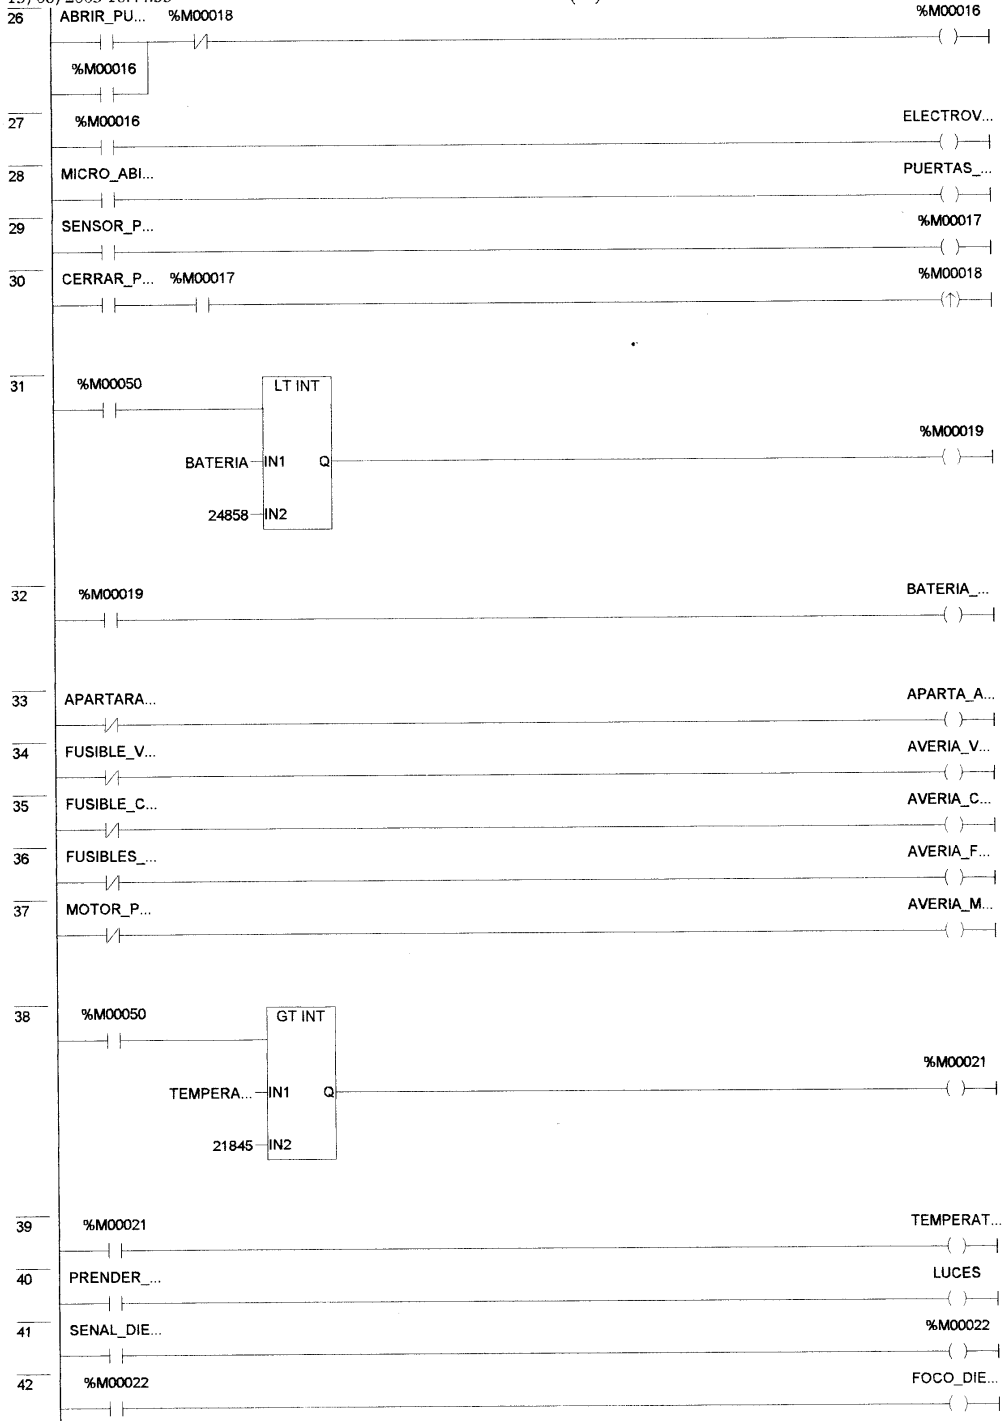 26 ABRIR_PU... %M00018 %M00016
%M00016
27 %M00016 ELECTROV...
28 MICRO_ABI... PUERTAS_...
29 SENSOR_P... %M00017
30 CERRAR_P... %M00017 %M00018
31 %M00050 LT INT
%M00019
BATERIA IN1 Q
24858 IN2
32 %M00019 BATERIA_...
33 APARTARA... APARTA_A...
34 FUSIBLE_V... AVERIA_V...
35 FUSIBLE_C... AVERIA_C...
36 FUSIBLES_... AVERIA_F...
37 MOTOR_P... AVERIA_M...
38 %M00050 GT INT
%M00021
TEMPERA... IN1 Q
21845 IN2
39 %M00021 TEMPERAT...
40 PRENDER_... LUCES
41 SENAL_DIE... %M00022
42 %M00022 FOCO_DIE...